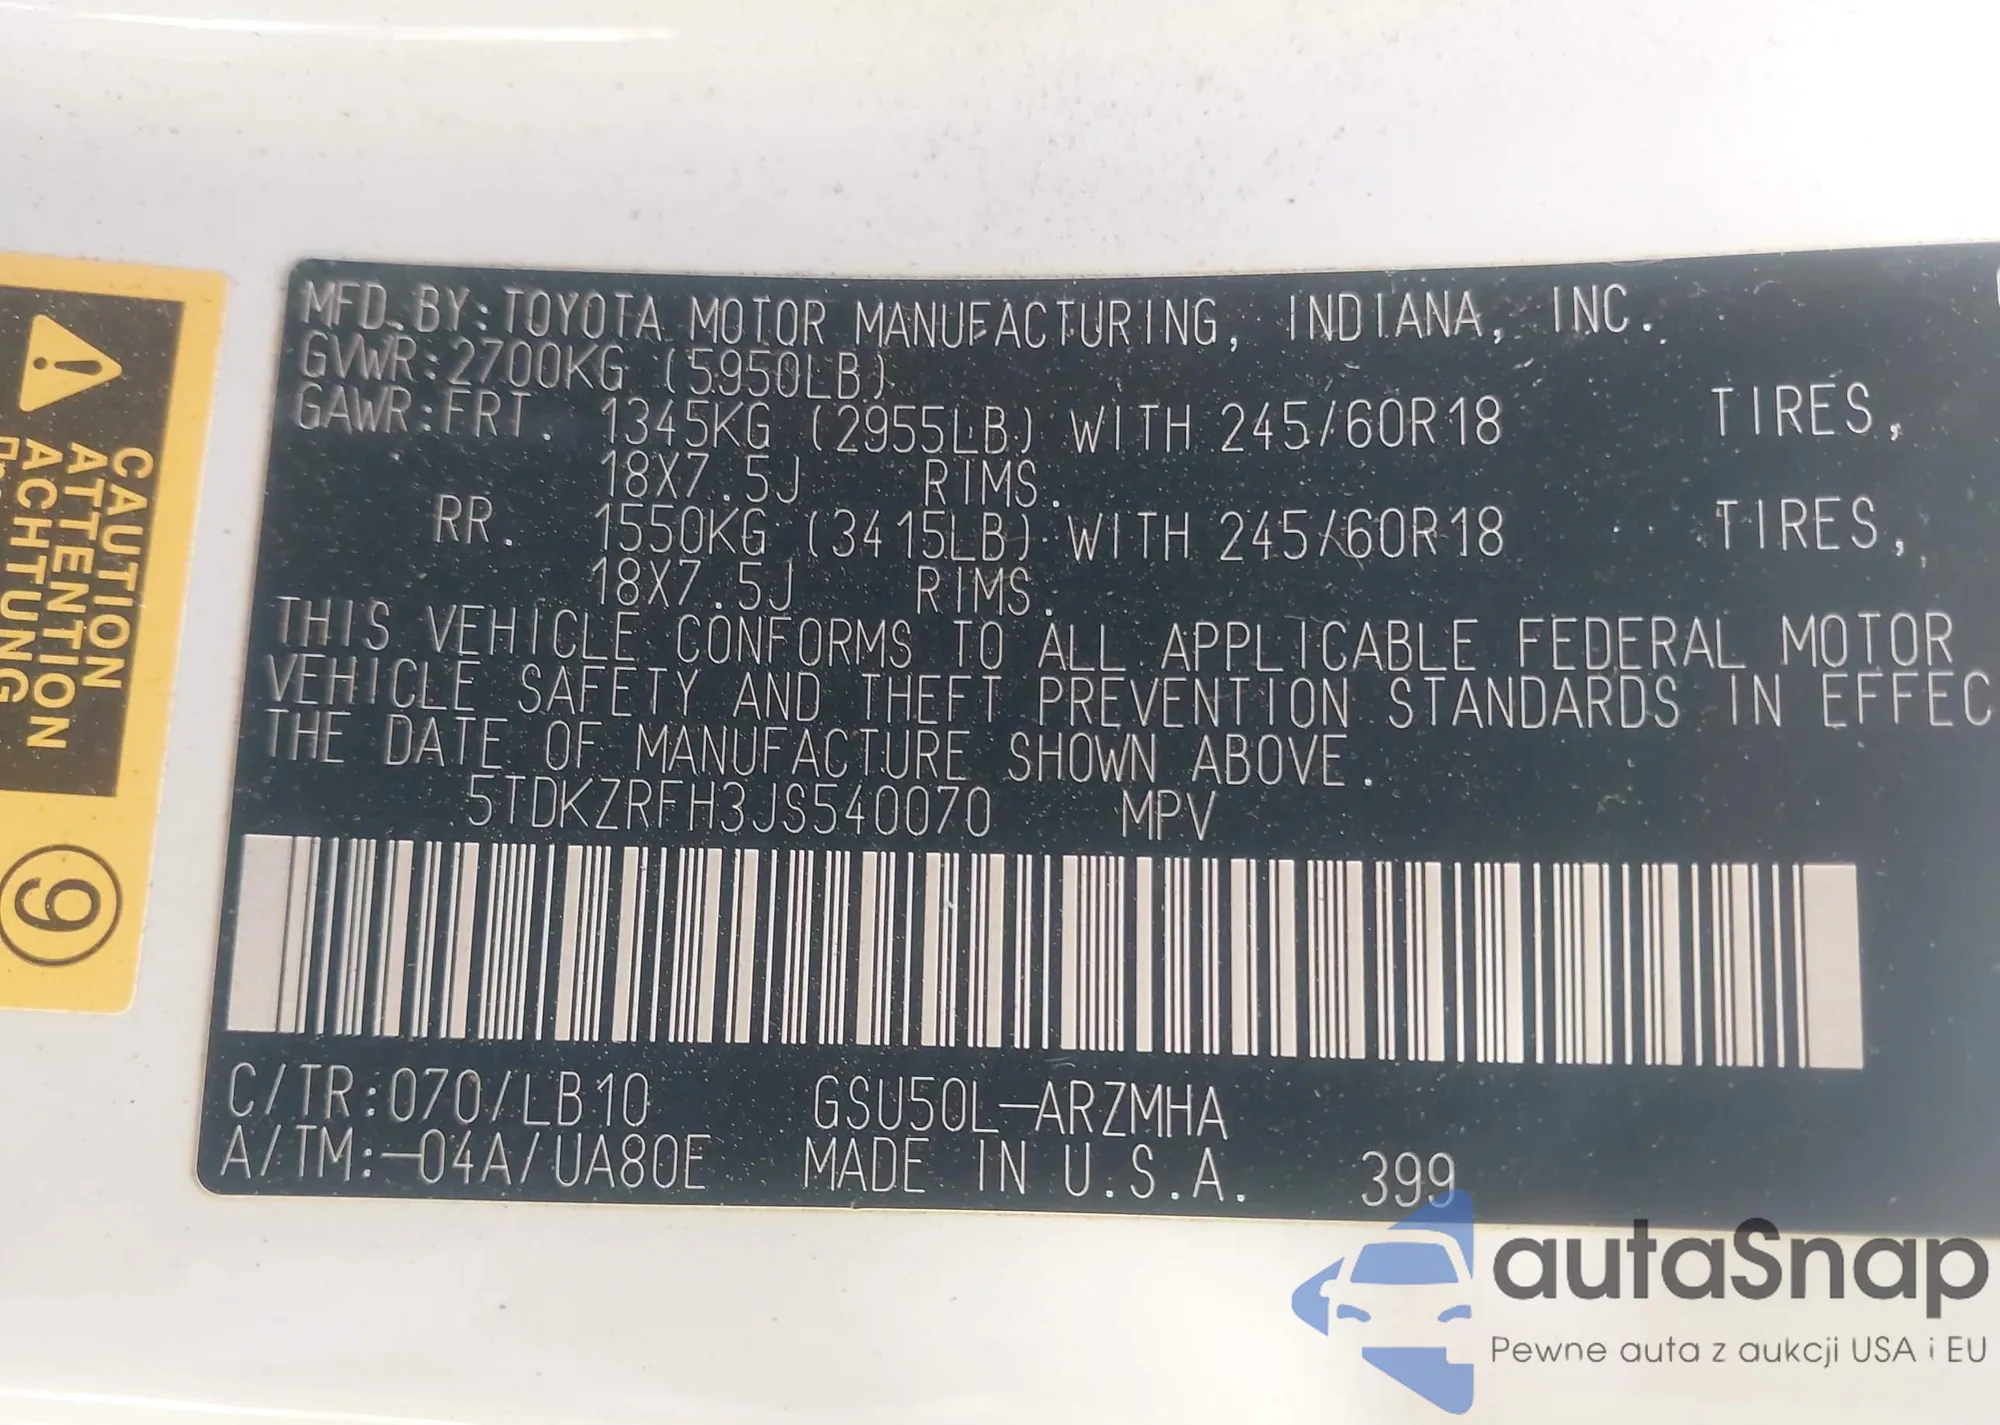 MFD. BY: TOYOTA MOTOR MANUFACTURING, INDIANA, INC.
GVWR: 2700KG (5950LB)
GAWR: FRT. 1345KG (2955LB) WITH 245/60R18 TIRES,
18X7.5J RIMS.
RR. 1550KG (3415LB) WITH 245/60R18 TIRES,
18X7.5J RIMS.
THIS VEHICLE CONFORMS TO ALL APPLICABLE FEDERAL MOTOR
VEHICLE SAFETY AND THEFT PREVENTION STANDARDS IN EFFEC
THE DATE OF MANUFACTURE SHOWN ABOVE.
5TDKZRFH3JS540070 MPV
C/TR: 070/LB10 GSU50L-ARZMHA
A/TM: -04A/UA80E MADE IN U.S.A. 399
CAUTION
ATTENTION
ACHTUNG
9
autaSnap
Pewne auta z aukcji USA i EU